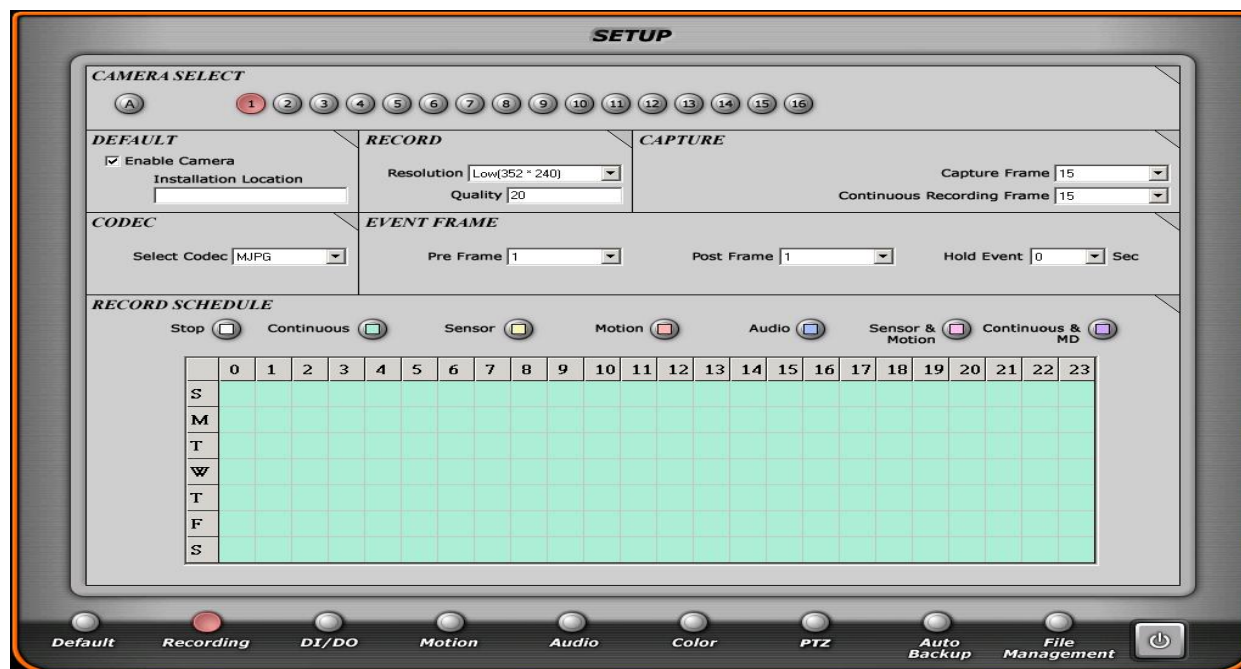 SETUP
CAMERA SELECT
A 1 2 3 4 5 6 7 8 9 10 11 12 13 14 15 16
DEFAULT
Enable Camera
Installation Location
RECORD
Resolution Low(352 * 240)
Quality 20
CAPTURE
Capture Frame 15
Continuous Recording Frame 15
CODEC
Select Codec MJPG
EVENT FRAME
Pre Frame 1 Post Frame 1 Hold Event 0 Sec
RECORD SCHEDULE
Stop Continuous Sensor Motion Audio Sensor & Motion Continuous & MD
0 1 2 3 4 5 6 7 8 9 10 11 12 13 14 15 16 17 18 19 20 21 22 23
S
M
T
W
T
F
S
Default Recording DI/DO Motion Audio Color PTZ Auto Backup File Management